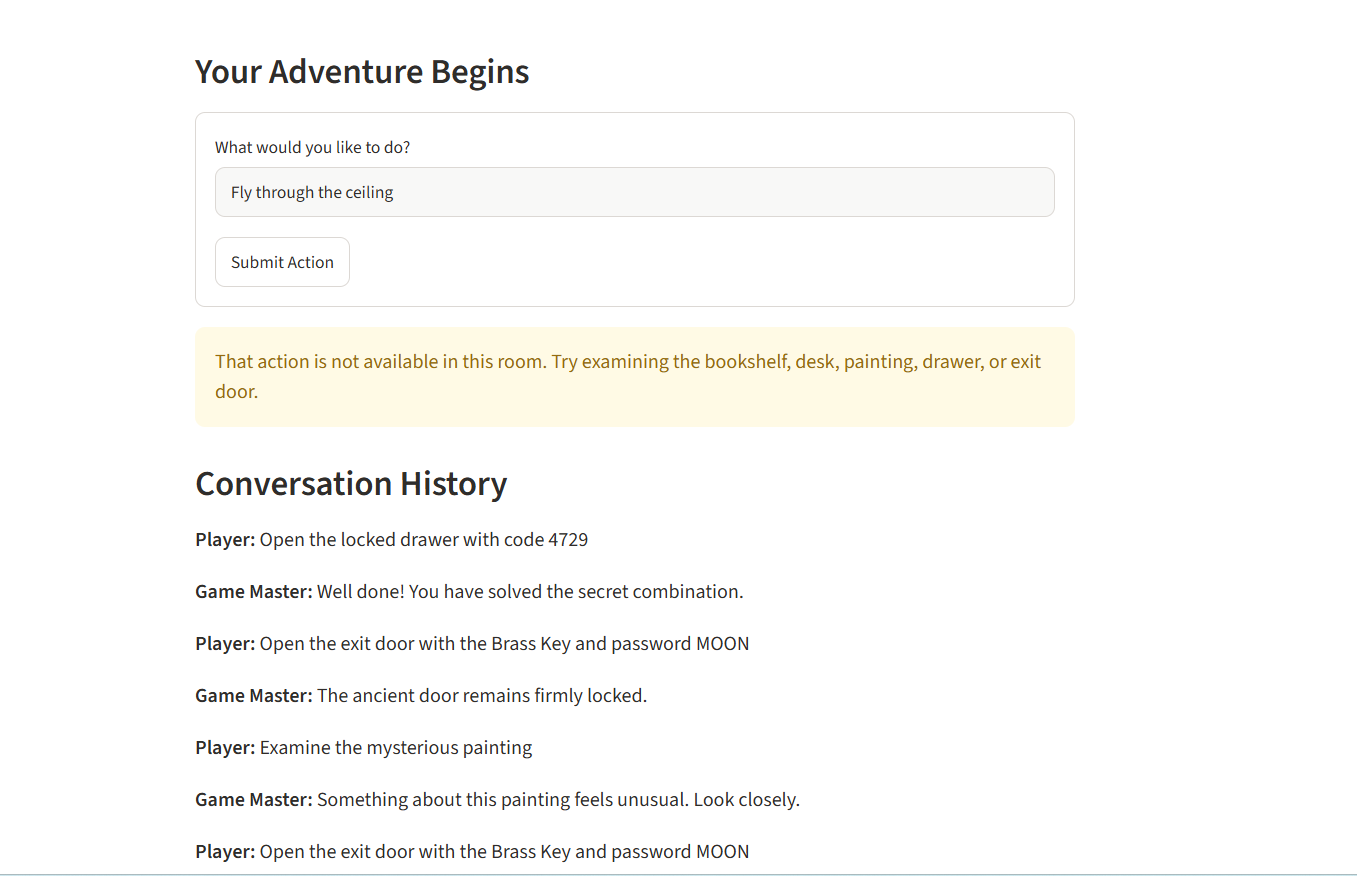 Your Adventure Begins
What would you like to do?
Fly through the ceiling
Submit Action
That action is not available in this room. Try examining the bookshelf, desk, painting, drawer, or exit
door.
Conversation History
Player: Open the locked drawer with code 4729
Game Master: Well done! You have solved the secret combination.
Player: Open the exit door with the Brass Key and password MOON
Game Master: The ancient door remains firmly locked.
Player: Examine the mysterious painting
Game Master: Something about this painting feels unusual. Look closely.
Player: Open the exit door with the Brass Key and password MOON